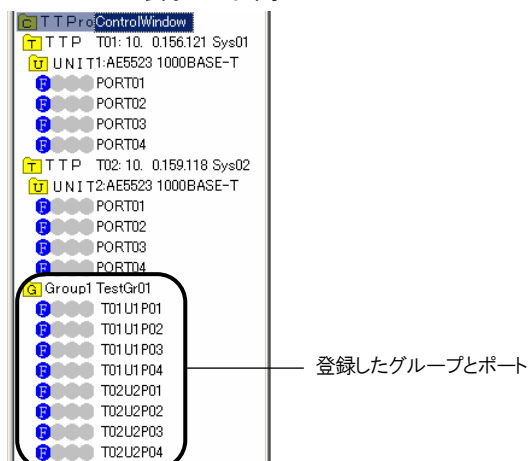 C TTPro ControlWindow
T TTP T01: 10. 0.156.121 Sys01
U UNIT1:AE5523 1000BASE-T
F PORT01
F PORT02
F PORT03
F PORT04
T TTP T02: 10. 0.159.118 Sys02
U UNIT2:AE5523 1000BASE-T
F PORT01
F PORT02
F PORT03
F PORT04
G Group1 TestGr01
F T01U1P01
F T01U1P02
F T01U1P03
F T01U1P04
登録したグループとポート
F T02U2P01
F T02U2P02
F T02U2P03
F T02U2P04